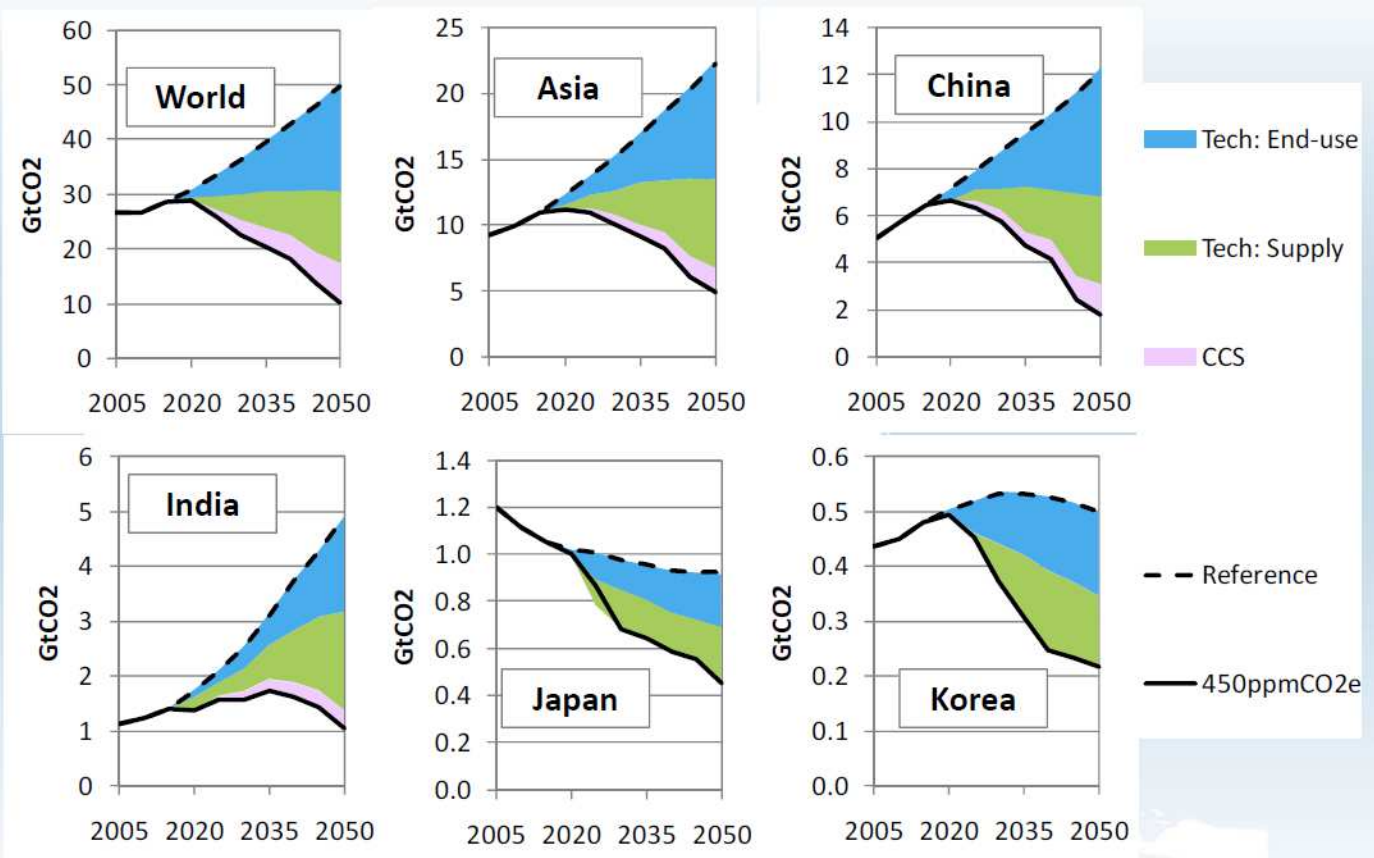 World
GtCO2
60
50
40
30
20
10
0
2005 2020 2035 2050
Asia
GtCO2
25
20
15
10
5
0
2005 2020 2035 2050
China
GtCO2
14
12
10
8
6
4
2
0
2005 2020 2035 2050
Tech: End-use
Tech: Supply
CCS
Reference
450ppmCO2e
India
GtCO2
6
5
4
3
2
1
0
2005 2020 2035 2050
Japan
GtCO2
1.4
1.2
1.0
0.8
0.6
0.4
0.2
0.0
2005 2020 2035 2050
Korea
GtCO2
0.6
0.5
0.4
0.3
0.2
0.1
0.0
2005 2020 2035 2050